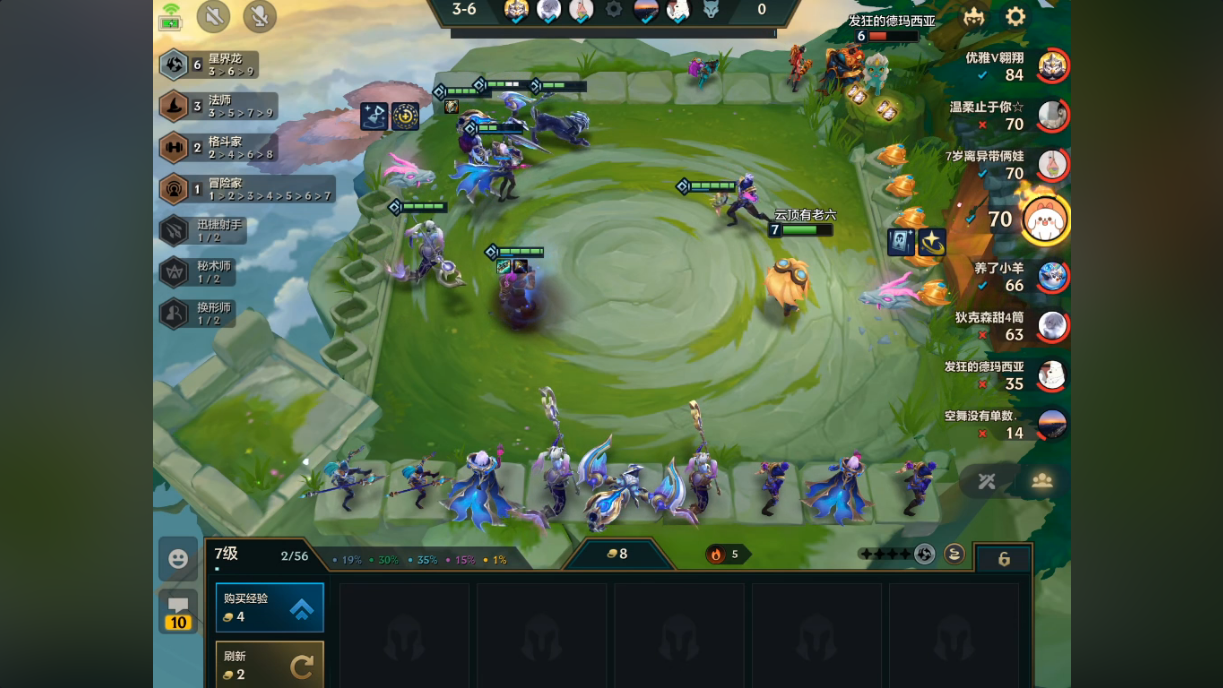 3-6
0
发狂的德玛西亚
6
6 星界龙
3 > 6 > 9
3 法师
3 > 5 > 7 > 9
2 格斗家
2 > 4 > 6 > 8
1 冒险家
1 > 2 > 3 > 4 > 5 > 6 > 7
迅捷射手
1 / 2
秘术师
1 / 2
换形师
1 / 2
云顶有老六
7
优雅V翱翔
84
温柔止于你☆
70
7岁离异带俩娃
70
70
养了小羊
66
狄克森甜4筒
63
发狂的德玛西亚
35
空舞没有单数.
14
7级 2/56
19% 30% 35% 15% 1%
8
5
购买经验
4
刷新
2
10